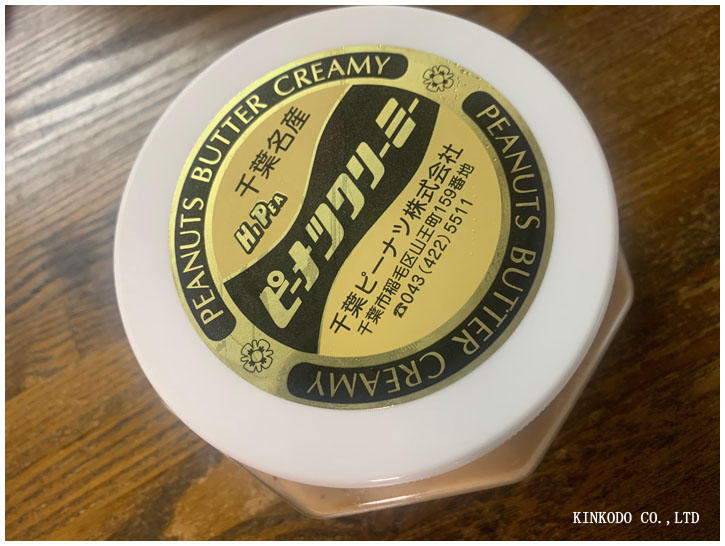 PEANUTS BUTTER CREAMY
千葉名産
Hi PEA
ピーナツクリーミー
千葉ピーナツ株式会社
千葉市稲毛区山王町159番地
☎043(422)5511
PEANUTS BUTTER CREAMY
KINKODO CO.,LTD